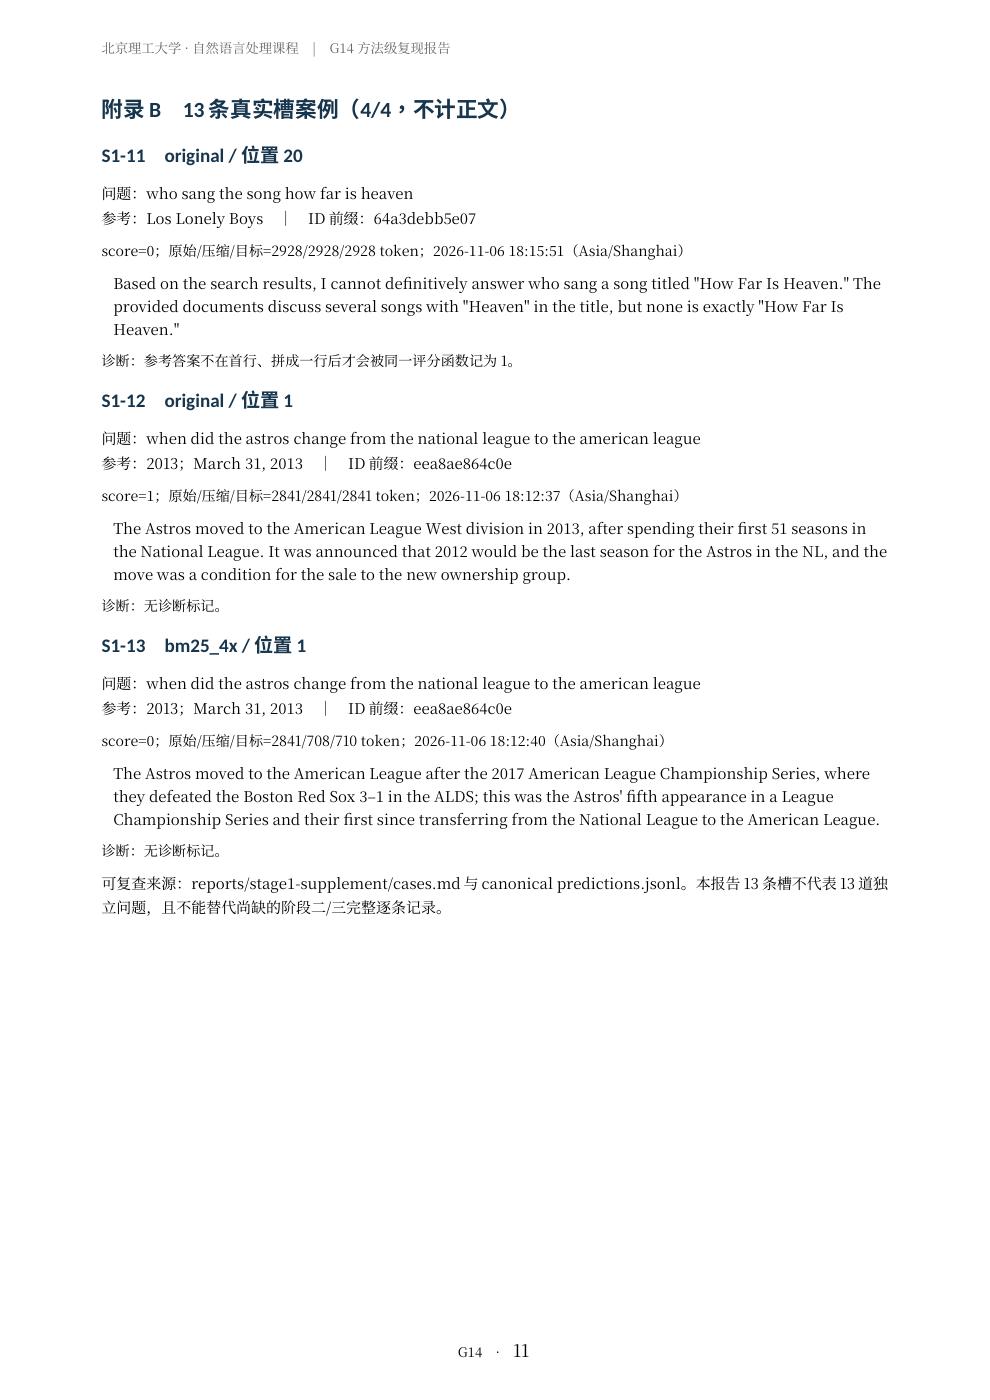 北京理工大学 · 自然语言处理课程 | G14 方法级复现报告
附录 B 13 条真实槽案例（4/4，不计正文）
S1-11 original / 位置 20
问题：who sang the song how far is heaven
参考：Los Lonely Boys | ID 前缀：64a3debb5e07
score=0；原始/压缩/目标=2928/2928/2928 token；2026-11-06 18:15:51（Asia/Shanghai）
Based on the search results, I cannot definitively answer who sang a song titled "How Far Is Heaven." The
provided documents discuss several songs with "Heaven" in the title, but none is exactly "How Far Is
Heaven."
诊断：参考答案不在首行、拼成一行后才会被同一评分函数记为 1。
S1-12 original / 位置 1
问题：when did the astros change from the national league to the american league
参考：2013；March 31, 2013 | ID 前缀：eea8ae864c0e
score=1；原始/压缩/目标=2841/2841/2841 token；2026-11-06 18:12:37（Asia/Shanghai）
The Astros moved to the American League West division in 2013, after spending their first 51 seasons in
the National League. It was announced that 2012 would be the last season for the Astros in the NL, and the
move was a condition for the sale to the new ownership group.
诊断：无诊断标记。
S1-13 bm25_4x / 位置 1
问题：when did the astros change from the national league to the american league
参考：2013；March 31, 2013 | ID 前缀：eea8ae864c0e
score=0；原始/压缩/目标=2841/708/710 token；2026-11-06 18:12:40（Asia/Shanghai）
The Astros moved to the American League after the 2017 American League Championship Series, where
they defeated the Boston Red Sox 3–1 in the ALDS; this was the Astros' fifth appearance in a League
Championship Series and their first since transferring from the National League to the American League.
诊断：无诊断标记。
可复查来源：reports/stage1-supplement/cases.md 与 canonical predictions.jsonl。本报告 13 条槽不代表 13 道独
立问题，且不能替代尚缺的阶段二/三完整逐条记录。
G14 · 11